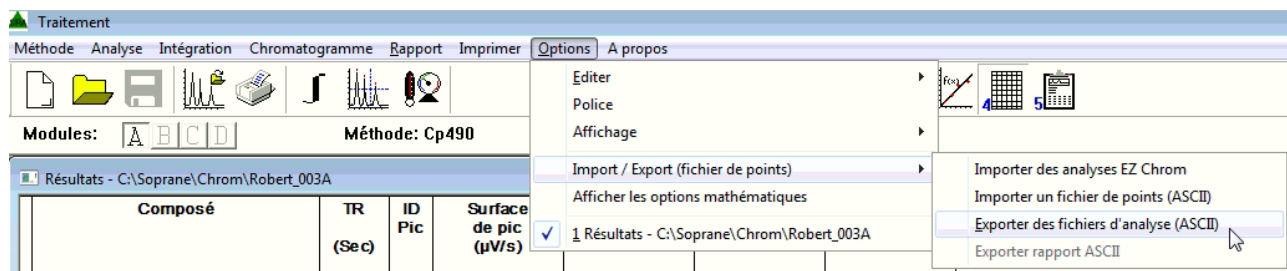 Traitement
Méthode Analyse Intégration Chromatogramme Rapport Imprimer Options A propos
Editer
Police
Affichage
Import / Export (fichier de points)
Afficher les options mathématiques
1 Résultats - C:\Soprane\Chrom\Robert_003A
Importer des analyses EZ Chrom
Importer un fichier de points (ASCII)
Exporter des fichiers d'analyse (ASCII)
Exporter rapport ASCII
f(x)
4
5
Modules: A B C D Méthode: Cp490
Résultats - C:\Soprane\Chrom\Robert_003A
Composé TR ID Surface
Pic de pic
(Sec) (µV/s)